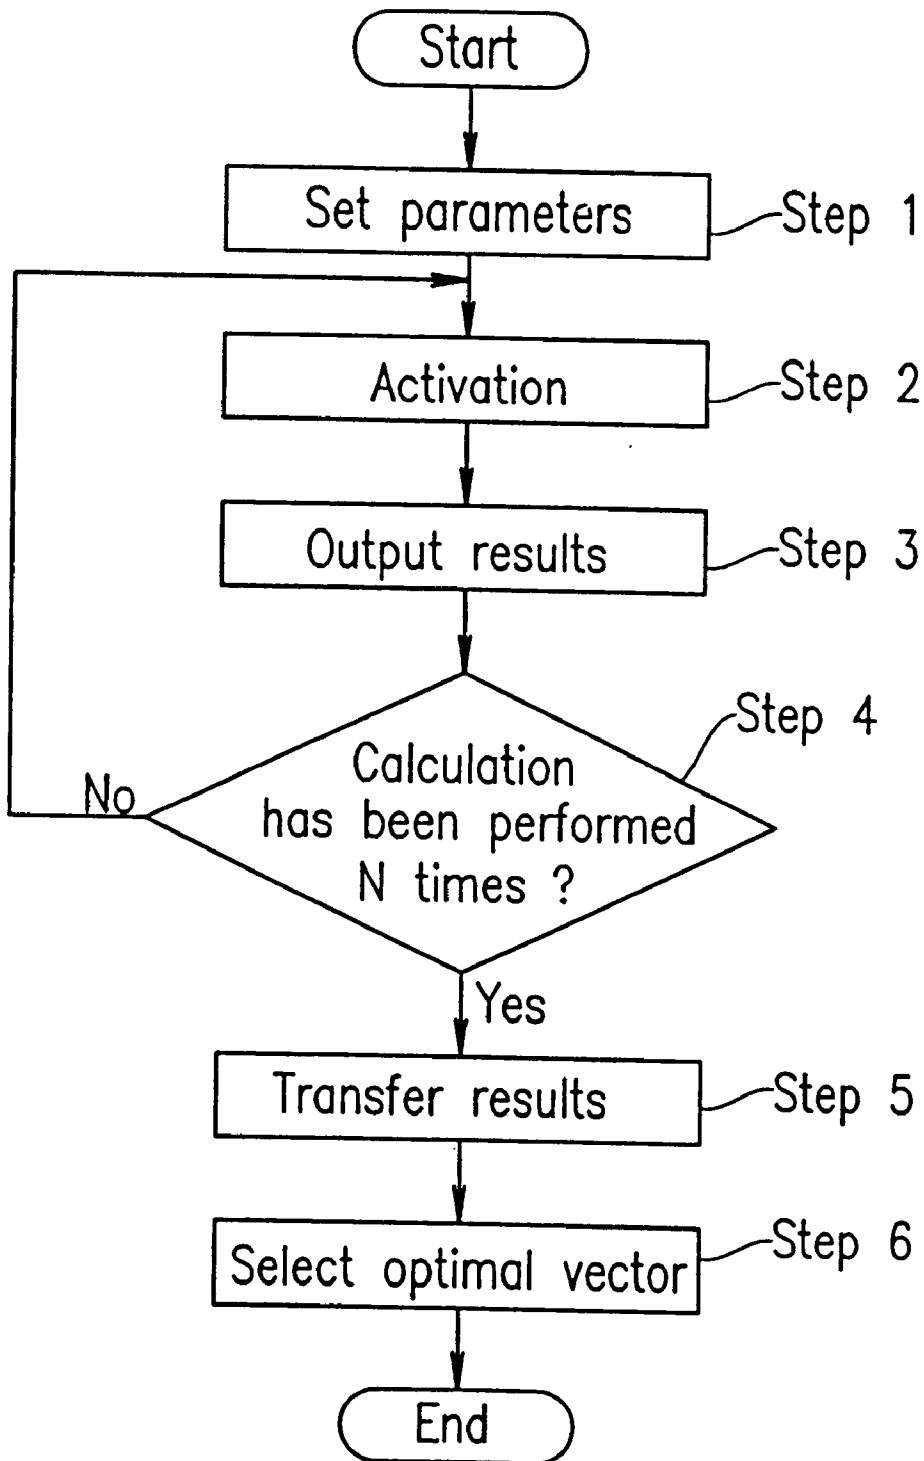 Start
Set parameters
Step 1
Activation
Step 2
Output results
Step 3
Step 4
Calculation
has been performed
N times ?
No
Yes
Transfer results
Step 5
Select optimal vector
Step 6
End